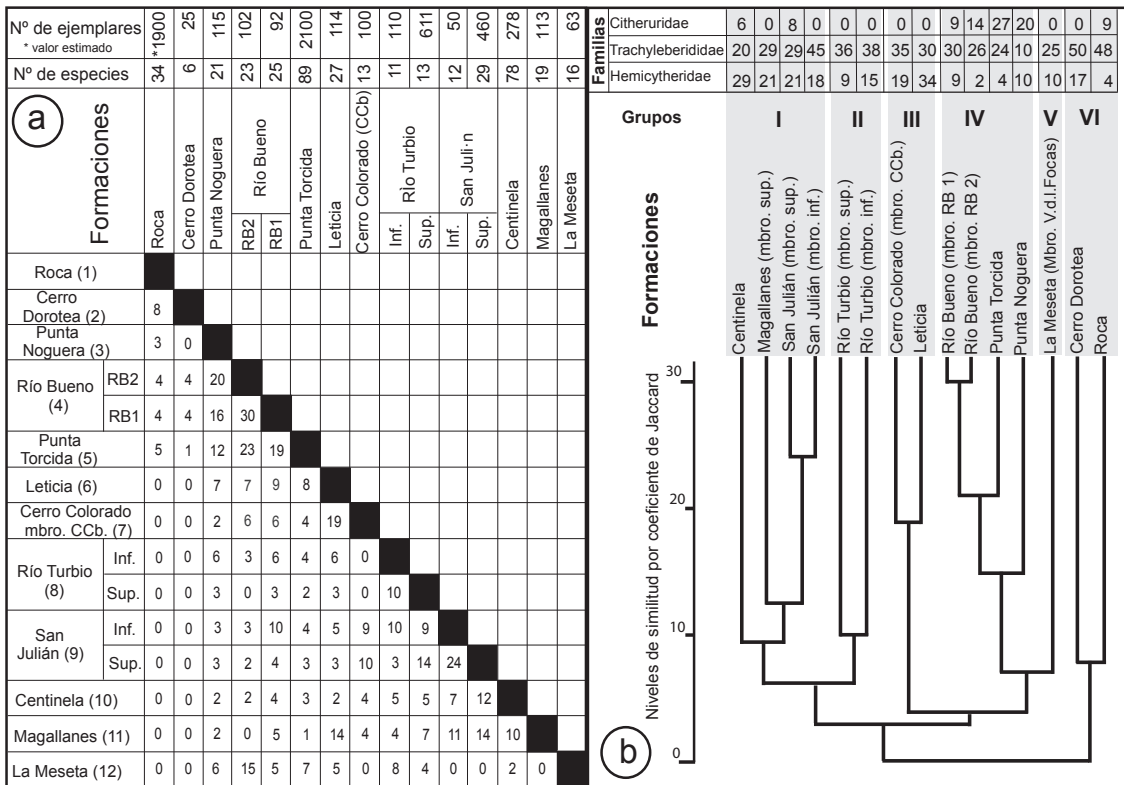 Nº de ejemplares *1900 25 115 102 92 2100 114 100 110 611 50 460 278 113 63
* valor estimado
Nº de especies 34 6 21 23 25 89 27 13 11 13 12 29 78 19 16
a
Formaciones
Roca
Cerro Dorotea
Punta Noguera
Río Bueno
RB2
RB1
Punta Torcida
Leticia
Cerro Colorado (CCb)
Rìo Turbio
Inf.
Sup.
San Juli·n
Inf.
Sup.
Centinela
Magallanes
La Meseta
Roca (1)
Cerro
Dorotea (2) 8
Punta
Noguera (3) 3 0
Río Bueno
(4)
RB2 4 4 20
RB1 4 4 16 30
Punta
Torcida (5) 5 1 12 23 19
Leticia (6) 0 0 7 7 9 8
Cerro Colorado
mbro. CCb. (7) 0 0 2 6 6 4 19
Río Turbio
(8)
Inf. 0 0 6 3 6 4 6 0
Sup. 0 0 3 0 3 2 3 0 10
San
Julián (9)
Inf. 0 0 3 3 10 4 5 9 10 9
Sup. 0 0 3 2 4 3 3 10 3 14 24
Centinela (10) 0 0 2 2 4 3 2 4 5 5 7 12
Magallanes (11) 0 0 2 0 5 1 14 4 4 7 11 14 10
La Meseta (12) 0 0 6 15 5 7 5 0 8 4 0 0 2 0
Familias
Citheruridae 6 0 8 0 0 0 0 0 9 14 27 20 0 0 9
Trachyleberididae 20 29 29 45 36 38 35 30 30 26 24 10 25 50 48
Hemicytheridae 29 21 21 18 9 15 19 34 9 2 4 10 10 17 4
Grupos I II III IV V VI
Formaciones
Centinela
Magallanes (mbro. sup.)
San Julián (mbro. sup.)
San Julián (mbro. inf.)
Río Turbio (mbro. sup.)
Río Turbio (mbro. inf.)
Cerro Colorado (mbro. CCb.)
Leticia
Río Bueno (mbro. RB 1)
Río Bueno (mbro. RB 2)
Punta Torcida
Punta Noguera
La Meseta (Mbro. V.d.l.Focas)
Cerro Dorotea
Roca
Niveles de similitud por coeficiente de Jaccard
30
20
10
0
b